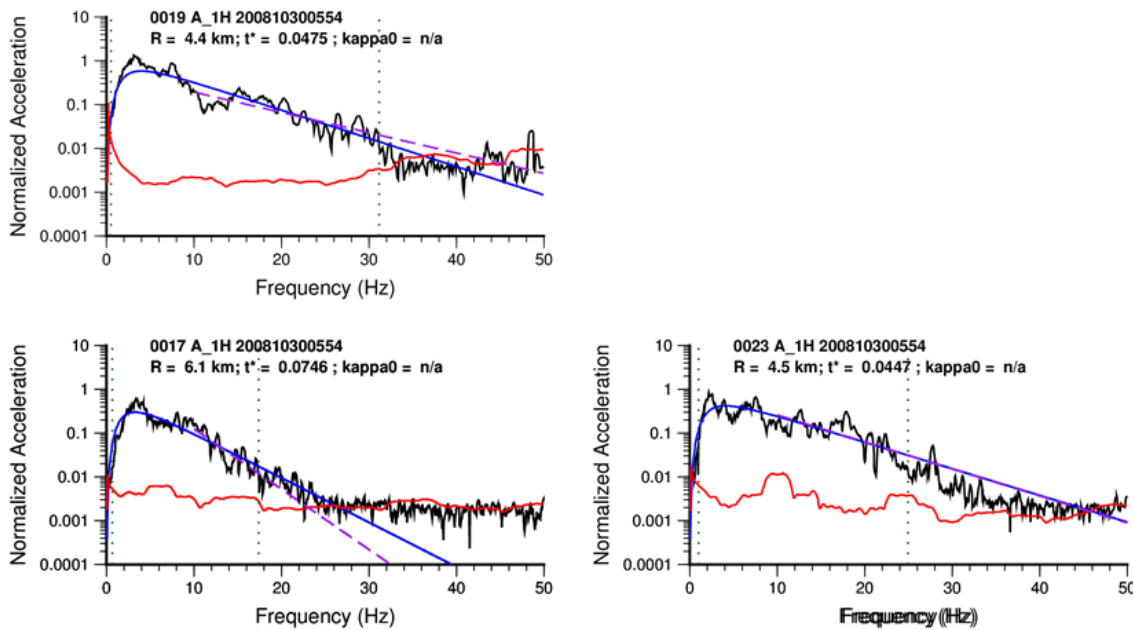 0019 A_1H 200810300554
R = 4.4 km; t* = 0.0475 ; kappa0 = n/a
Normalized Acceleration
10
1
0.1
0.01
0.001
0.0001
0 10 20 30 40 50
Frequency (Hz)
0017 A_1H 200810300554
R = 6.1 km; t* = 0.0746 ; kappa0 = n/a
Normalized Acceleration
10
1
0.1
0.01
0.001
0.0001
0 10 20 30 40 50
Frequency (Hz)
0023 A_1H 200810300554
R = 4.5 km; t* = 0.0447 ; kappa0 = n/a
Normalized Acceleration
10
1
0.1
0.01
0.001
0.0001
0 10 20 30 40 50
Frequency (Hz)